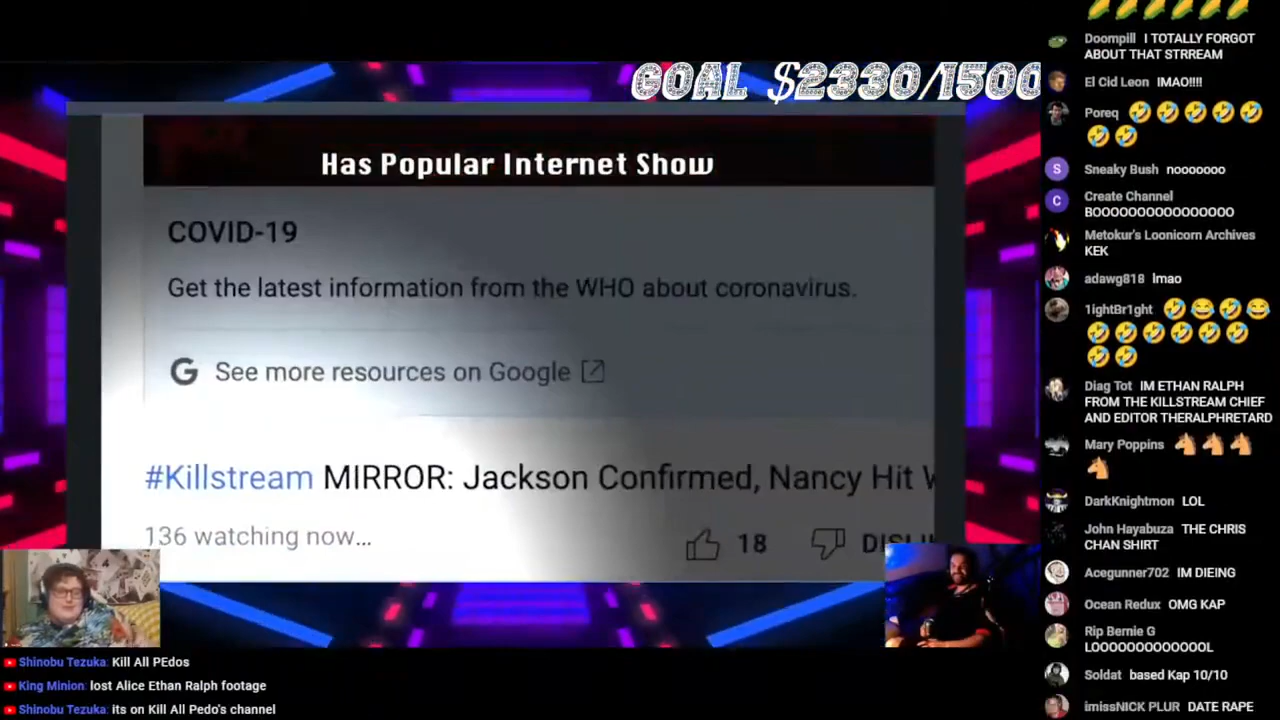 GOAL $2330/1500
Has Popular Internet Show
COVID-19
Get the latest information from the WHO about coronavirus.
G See more resources on Google
#Killstream MIRROR: Jackson Confirmed, Nancy Hit
136 watching now...
18
Doompill I TOTALLY FORGOT
ABOUT THAT STRREAM
El Cid Leon lMAO!!!!
Poreq
Sneaky Bush nooooooo
S
Create Channel
C
BOOOOOOOOOOOOOOOO
Metokur's Loonicorn Archives
KEK
adawg818 lmao
1ightBr1ght
Diag Tot IM ETHAN RALPH
FROM THE KILLSTREAM CHIEF
AND EDITOR THERALPHRETARD
Mary Poppins
DarkKnightmon LOL
John Hayabuza THE CHRIS
CHAN SHIRT
Acegunner702 IM DIEING
Ocean Redux OMG KAP
Rip Bernie G
LOOOOOOOOOOOOOL
Soldat based Kap 10/10
imissNICK PLUR DATE RAPE
Shinobu Tezuka: Kill All PEdos
King Minion: lost Alice Ethan Ralph footage
Shinobu Tezuka: its on Kill All Pedo's channel